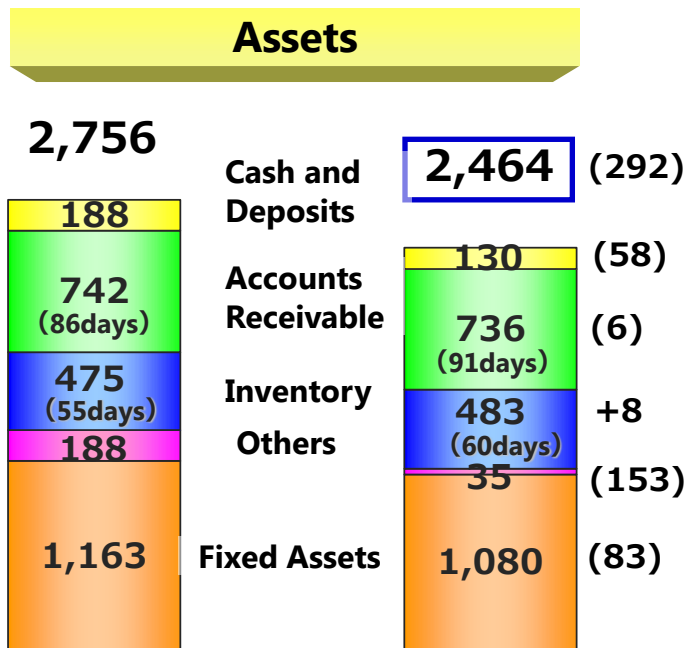 Assets
2,756
188
742
(86days)
475
(55days)
188
1,163
Cash and
Deposits
Accounts
Receivable
Inventory
Others
Fixed Assets
2,464
130
736
(91days)
483
(60days)
35
1,080
(292)
(58)
(6)
+8
(153)
(83)